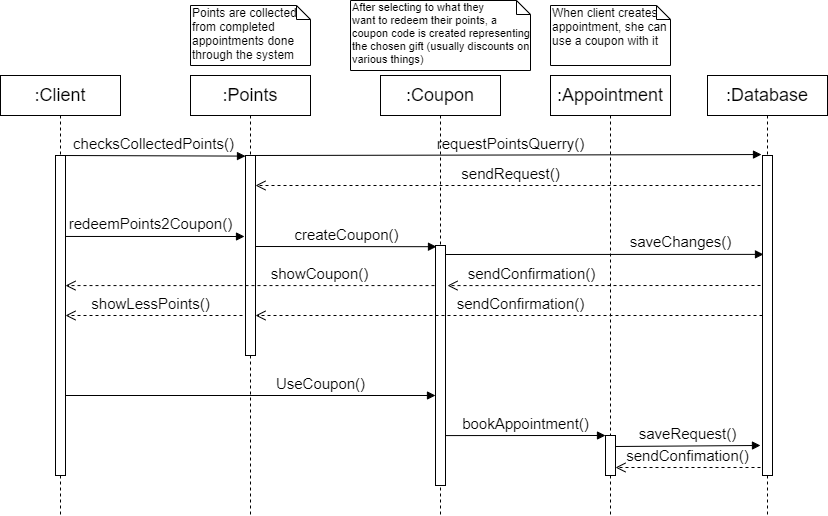 Points are collected
from completed
appointments done
through the system
After selecting to what they
want to redeem their points, a
coupon code is created representing
the chosen gift (usually discounts on
various things)
When client creates
appointment, she can
use a coupon with it
:Client
:Points
:Coupon
:Appointment
:Database
checksCollectedPoints()
requestPointsQuerry()
sendRequest()
redeemPoints2Coupon()
createCoupon()
saveChanges()
showCoupon()
sendConfirmation()
showLessPoints()
sendConfirmation()
UseCoupon()
bookAppointment()
saveRequest()
sendConfimation()